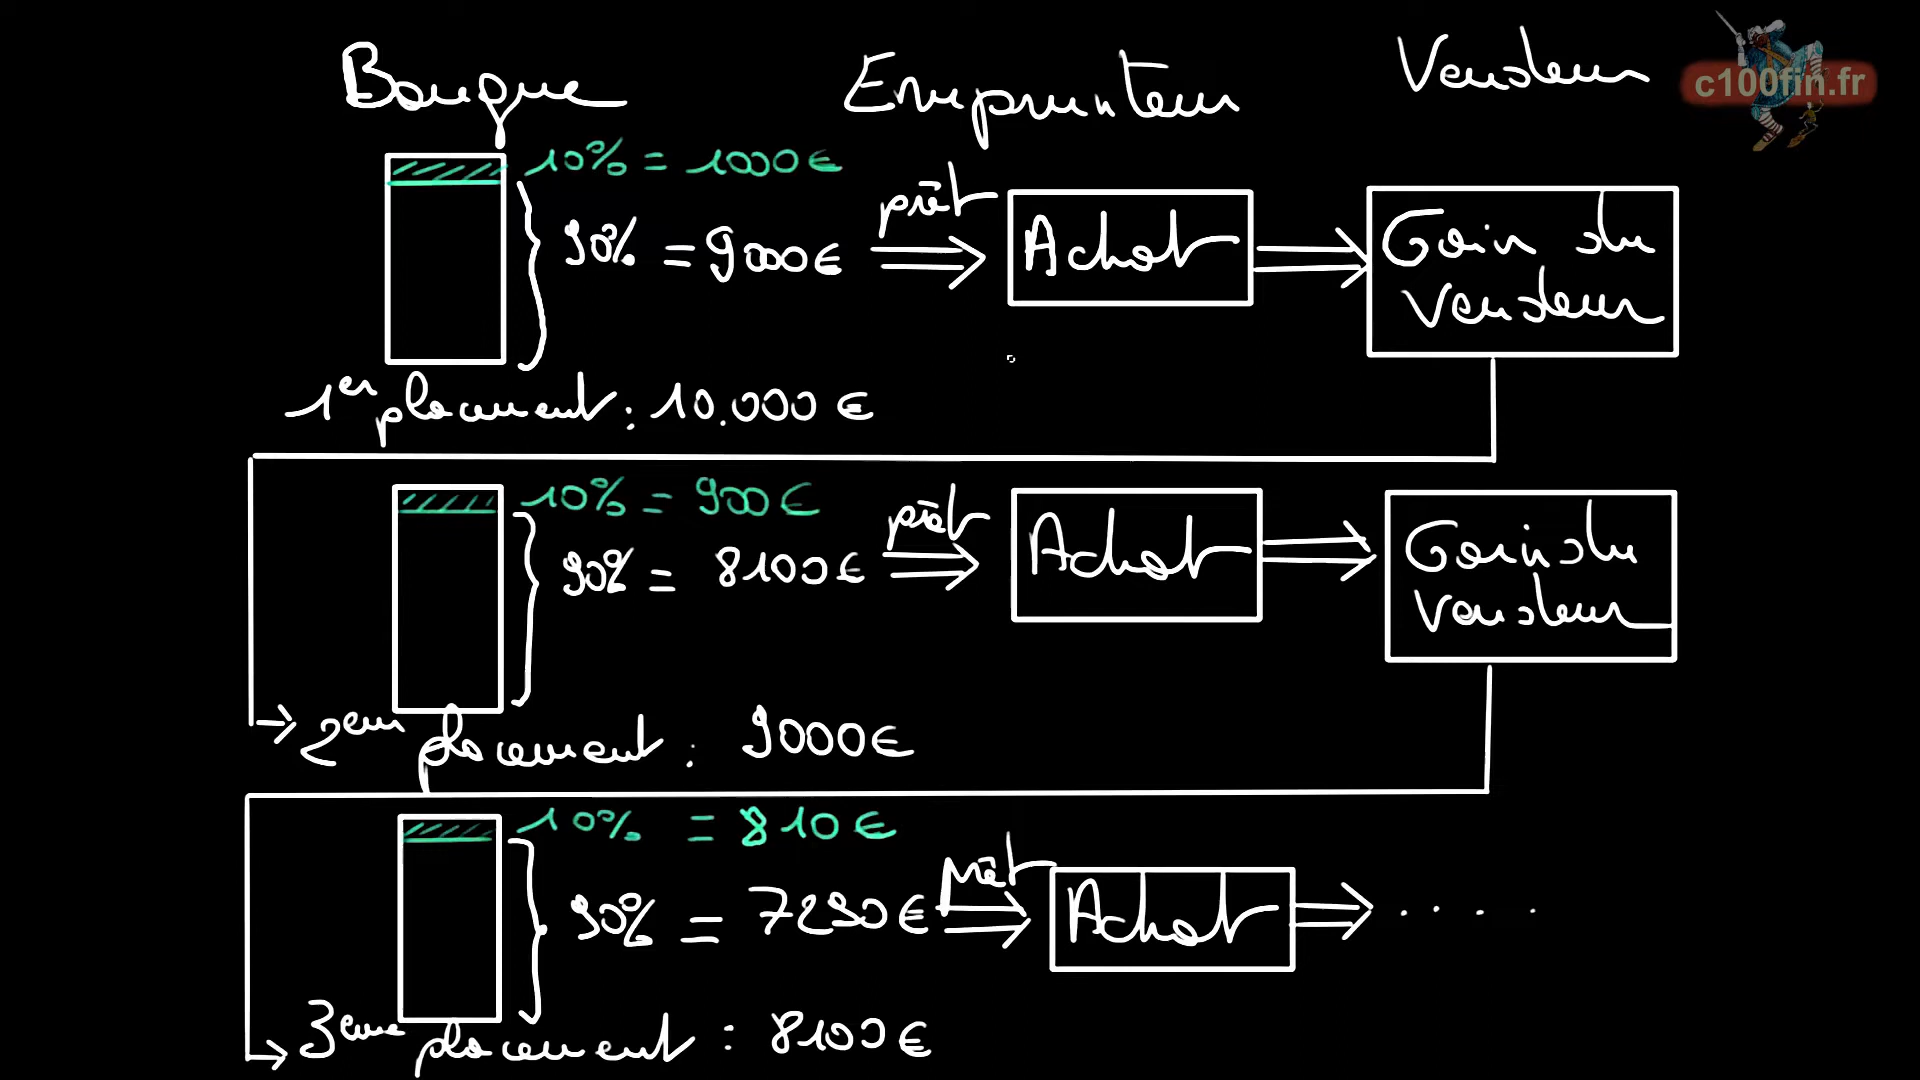 Banque
Emprunteur
Vendeur
c100fin.fr
10% = 1000€
90% = 9000€
prêt
Achat
Gain du
vendeur
1er placement : 10.000 €
10% = 900€
90% = 8100€
prêt
Achat
Gain du
vendeur
2eme placement : 9000€
10% = 810€
90% = 7290€
prêt
Achat
....
3eme placement : 8100€